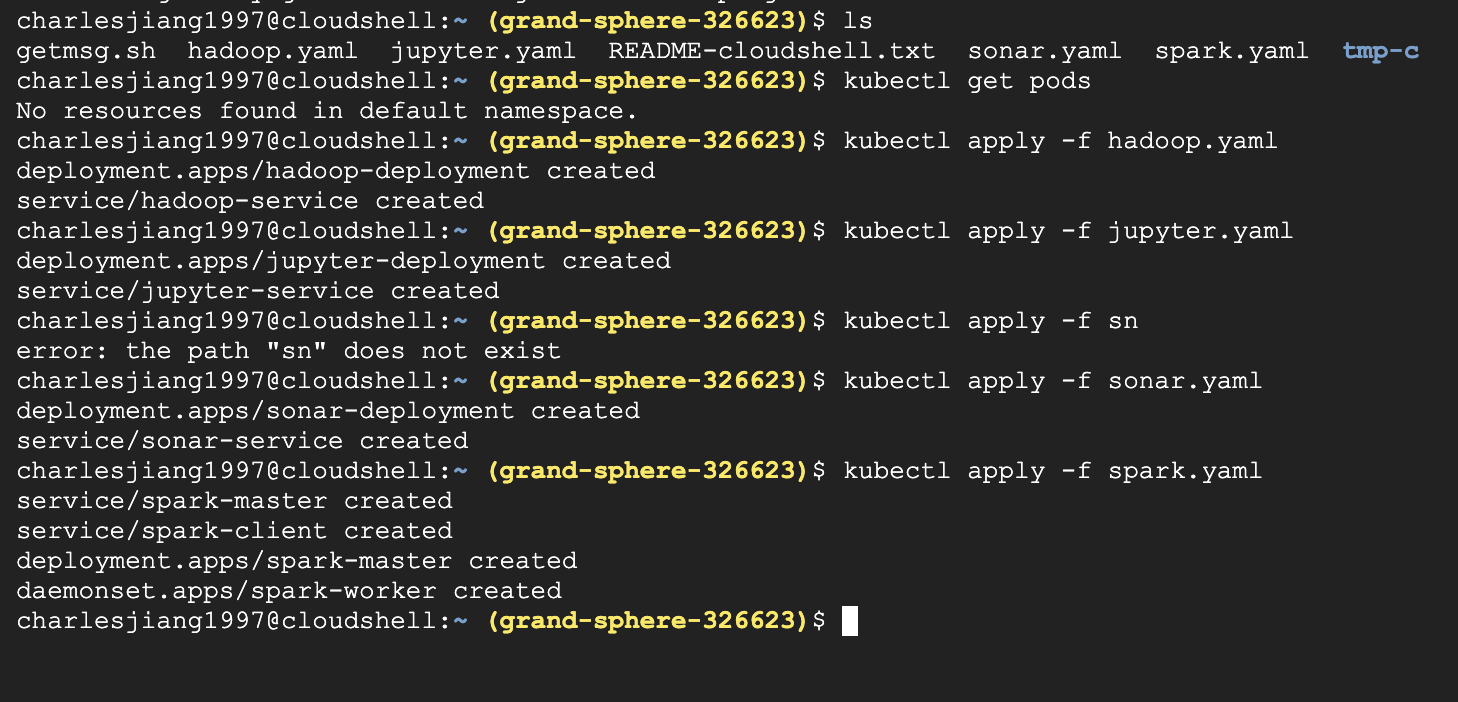 charlesjiang1997@cloudshell:~ (grand-sphere-326623)$ ls
getmsg.sh  hadoop.yaml  jupyter.yaml  README-cloudshell.txt  sonar.yaml  spark.yaml  tmp-c
charlesjiang1997@cloudshell:~ (grand-sphere-326623)$ kubectl get pods
No resources found in default namespace.
charlesjiang1997@cloudshell:~ (grand-sphere-326623)$ kubectl apply -f hadoop.yaml
deployment.apps/hadoop-deployment created
service/hadoop-service created
charlesjiang1997@cloudshell:~ (grand-sphere-326623)$ kubectl apply -f jupyter.yaml
deployment.apps/jupyter-deployment created
service/jupyter-service created
charlesjiang1997@cloudshell:~ (grand-sphere-326623)$ kubectl apply -f sn
error: the path "sn" does not exist
charlesjiang1997@cloudshell:~ (grand-sphere-326623)$ kubectl apply -f sonar.yaml
deployment.apps/sonar-deployment created
service/sonar-service created
charlesjiang1997@cloudshell:~ (grand-sphere-326623)$ kubectl apply -f spark.yaml
service/spark-master created
service/spark-client created
deployment.apps/spark-master created
daemonset.apps/spark-worker created
charlesjiang1997@cloudshell:~ (grand-sphere-326623)$